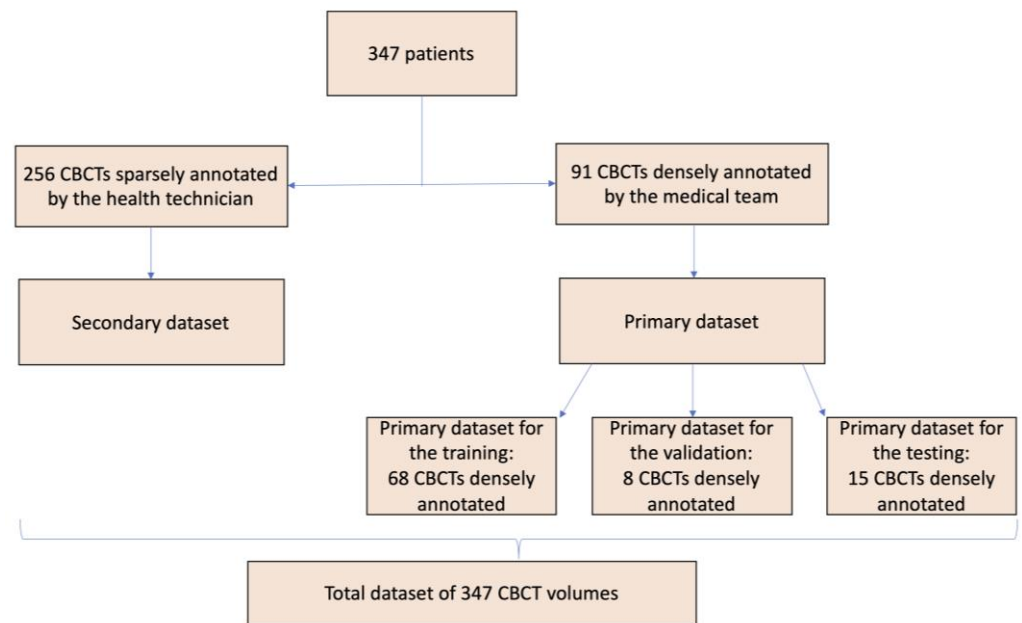 347 patients
256 CBCTs sparsely annotated
by the health technician
91 CBCTs densely annotated
by the medical team
Secondary dataset
Primary dataset
Primary dataset for
the training:
68 CBCTs densely
annotated
Primary dataset for
the validation:
8 CBCTs densely
annotated
Primary dataset for
the testing:
15 CBCTs densely
annotated
Total dataset of 347 CBCT volumes